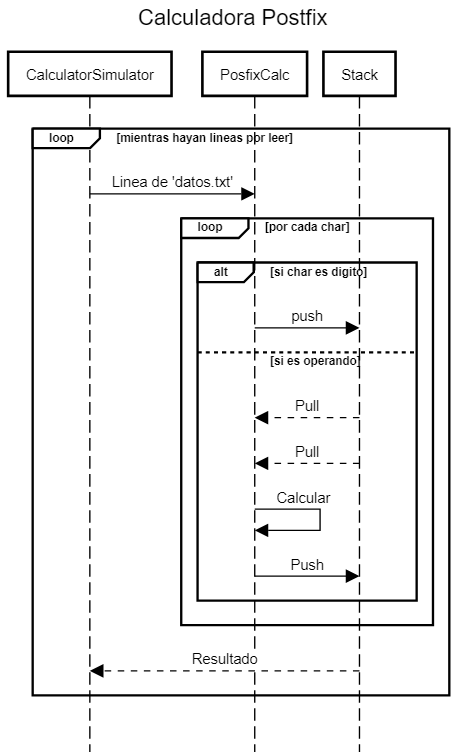 Calculadora Postfix
CalculatorSimulator
PosfixCalc
Stack
loop
[mientras hayan lineas por leer]
Linea de 'datos.txt'
loop
[por cada char]
alt
[si char es digito]
push
[si es operando]
Pull
Pull
Calcular
Push
Resultado